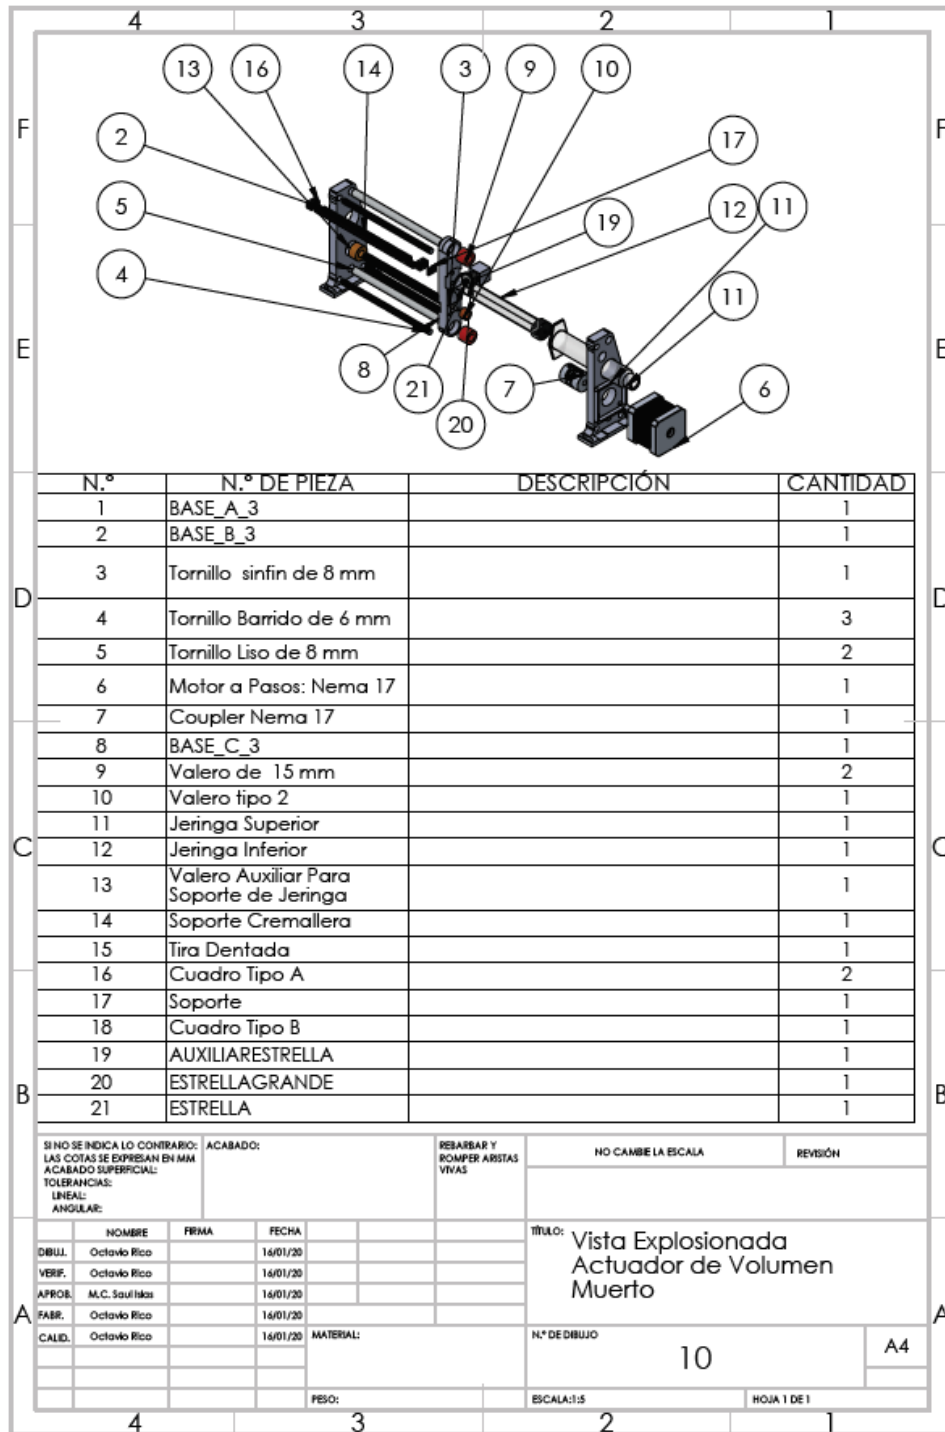 4 3 2 1
13 16 14 3 9 10
F F
2 17
5 12 11
19
4 11
E E
8 21 7 6
20
N.° N.° DE PIEZA DESCRIPCIÓN CANTIDAD
1 BASE_A_3 1
2 BASE_B_3 1
3 Tornillo sinfin de 8 mm 1
D D
4 Tornillo Barrido de 6 mm 3
5 Tornillo Liso de 8 mm 2
6 Motor a Pasos: Nema 17 1
7 Coupler Nema 17 1
8 BASE_C_3 1
9 Valero de 15 mm 2
10 Valero tipo 2 1
11 Jeringa Superior 1
C C
12 Jeringa Inferior 1
13 Valero Auxiliar Para
Soporte de Jeringa 1
14 Soporte Cremallera 1
15 Tira Dentada 1
16 Cuadro Tipo A 2
17 Soporte 1
18 Cuadro Tipo B 1
19 AUXILIARESTRELLA 1
20 ESTRELLAGRANDE 1
B B
21 ESTRELLA 1
SI NO SE INDICA LO CONTRARIO:
LAS COTAS SE EXPRESAN EN MM
ACABADO SUPERFICIAL:
TOLERANCIAS:
LINEAL:
ANGULAR:
ACABADO:
REBARBAR Y
ROMPER ARISTAS
VIVAS
NO CAMBIE LA ESCALA
REVISIÓN
NOMBRE FIRMA FECHA
DIBUJ. Octavio Rico 16/01/20
VERIF. Octavio Rico 16/01/20
APROB. M.C. Saul Islas 16/01/20
FABR. Octavio Rico 16/01/20
CALID. Octavio Rico 16/01/20
A A
TÍTULO: Vista Explosionada
Actuador de Volumen
Muerto
MATERIAL:
N.° DE DIBUJO
10
A4
PESO:
ESCALA:1:5
HOJA 1 DE 1
4 3 2 1